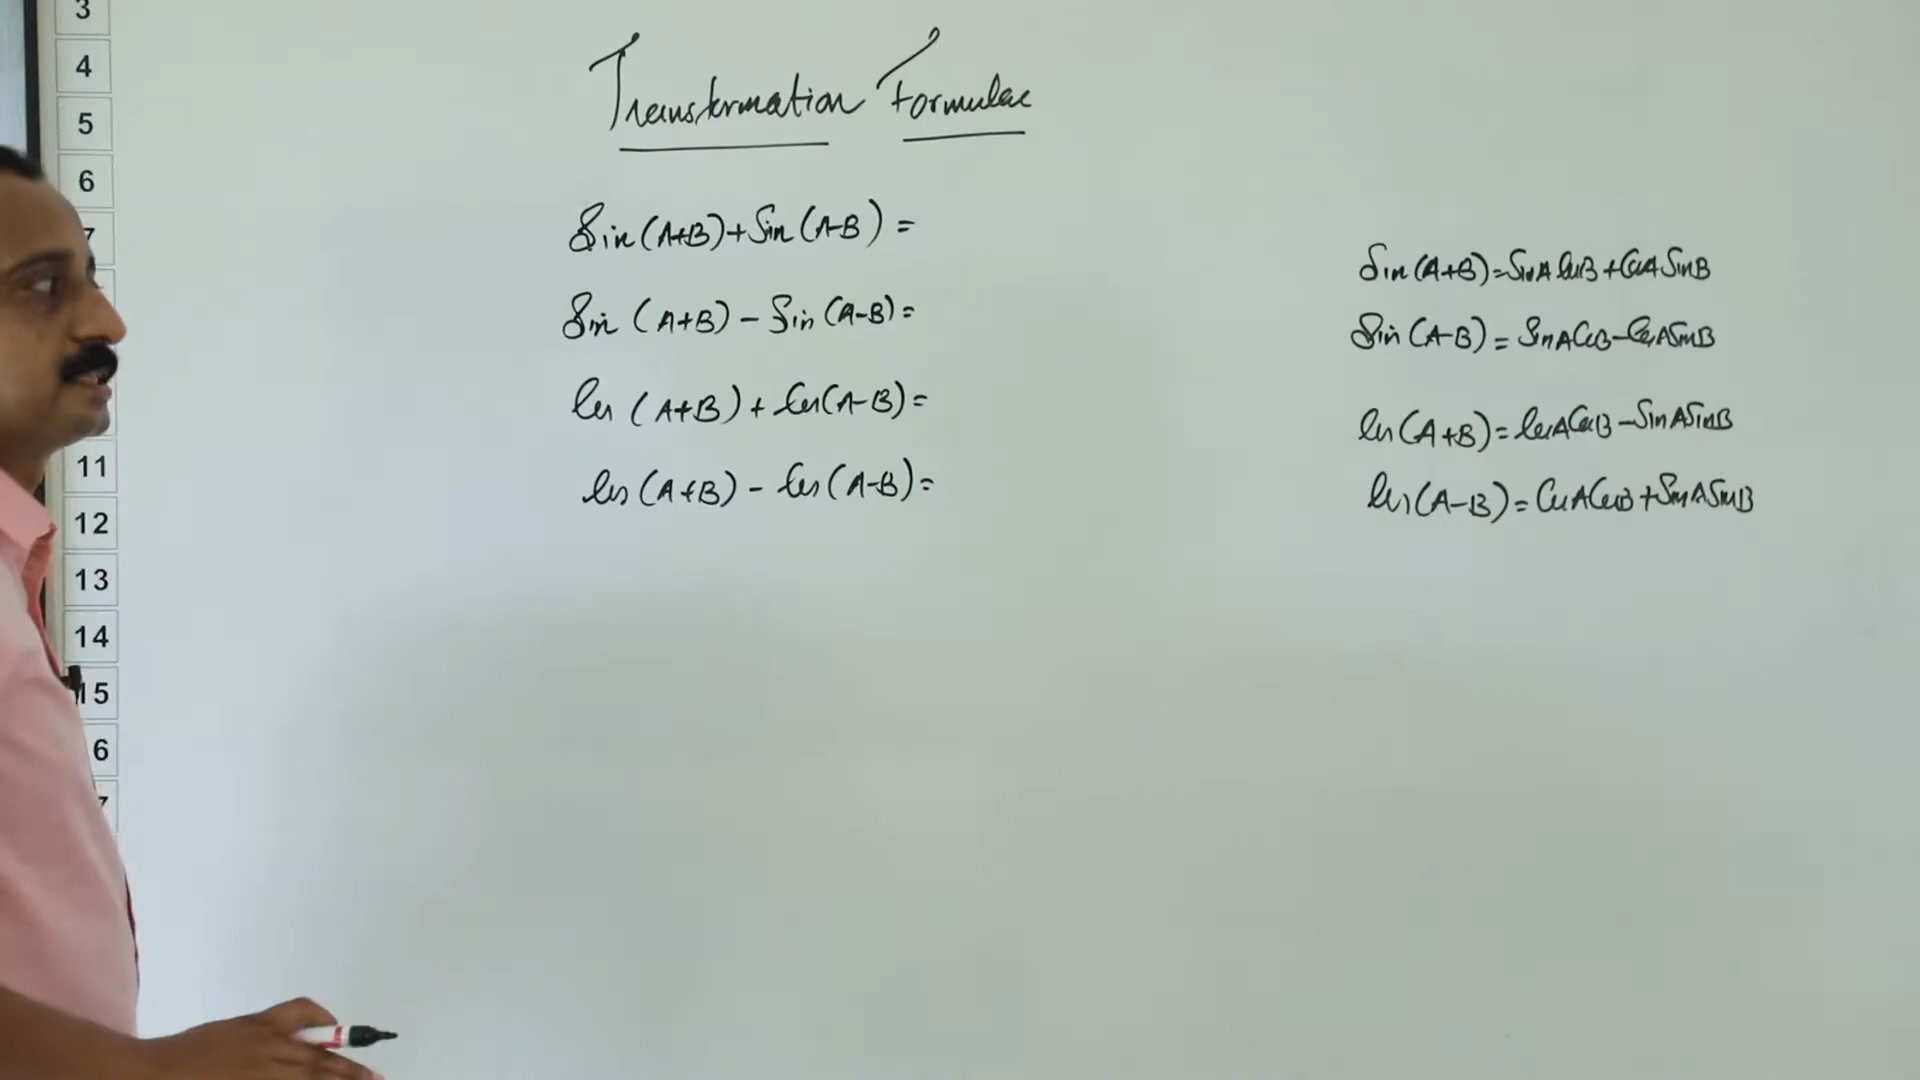 3
4
5
6
7
11
12
13
14
15
6
7
Transformation Formulae
Sin (A+B) + Sin (A-B) =
Sin (A+B) - Sin (A-B) =
Cos (A+B) + Cos (A-B) =
Cos (A+B) - Cos (A-B) =
Sin (A+B) = SinA CosB + CosA SinB
Sin (A-B) = SinA CosB - CosA SinB
Cos (A+B) = CosA CosB - SinA SinB
Cos (A-B) = CosA CosB + SinA SinB